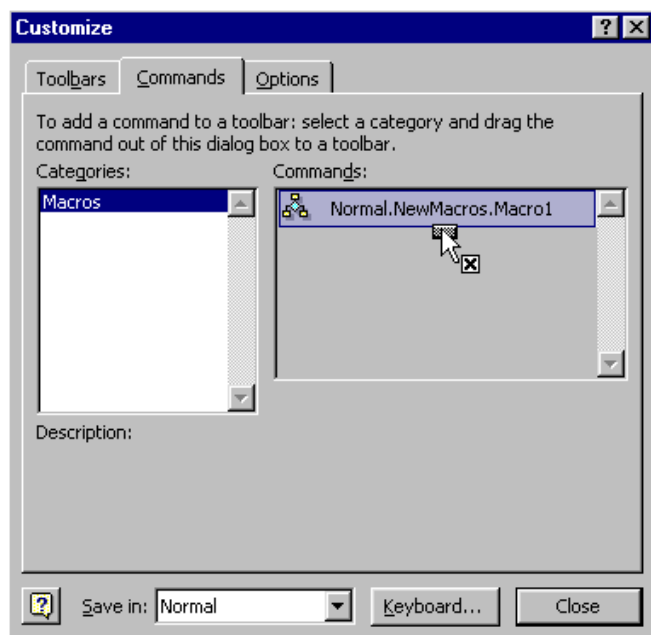 Customize
Toolbars Commands Options
To add a command to a toolbar: select a category and drag the
command out of this dialog box to a toolbar.
Categories: Commands:
Macros Normal.NewMacros.Macro1
Description:
Save in: Normal Keyboard... Close